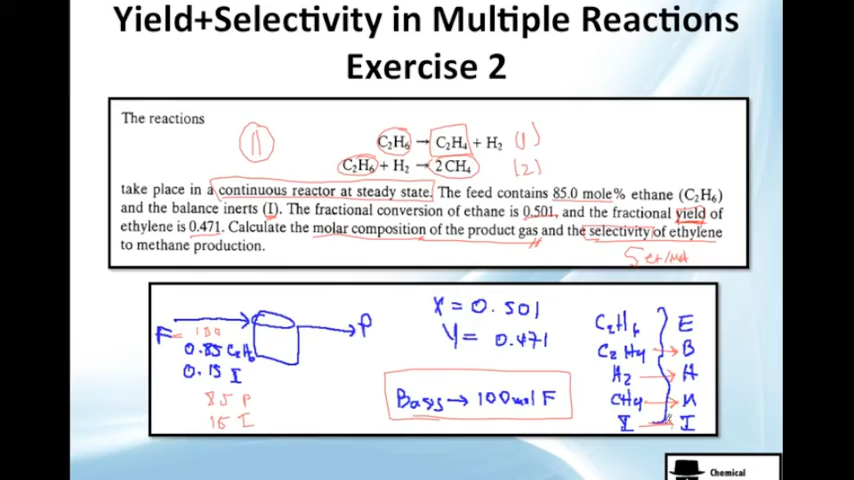 Yield+Selectivity in Multiple Reactions
Exercise 2
The reactions
C₂H₆ → C₂H₄ + H₂ (1)
C₂H₆ + H₂ → 2 CH₄ (2)
take place in a continuous reactor at steady state. The feed contains 85.0 mole% ethane (C₂H₆)
and the balance inerts (I). The fractional conversion of ethane is 0.501, and the fractional yield of
ethylene is 0.471. Calculate the molar composition of the product gas and the selectivity of ethylene
to methane production.
S et/met
F = 100
P
0.85 C₂H₆
0.15 I
85 P
15 I
X = 0.501
Y = 0.471
Basis → 100 mol F
C₂H₆ E
C₂H₄ → B
H₂ → H
CH₄ → M
I → I
Chemical